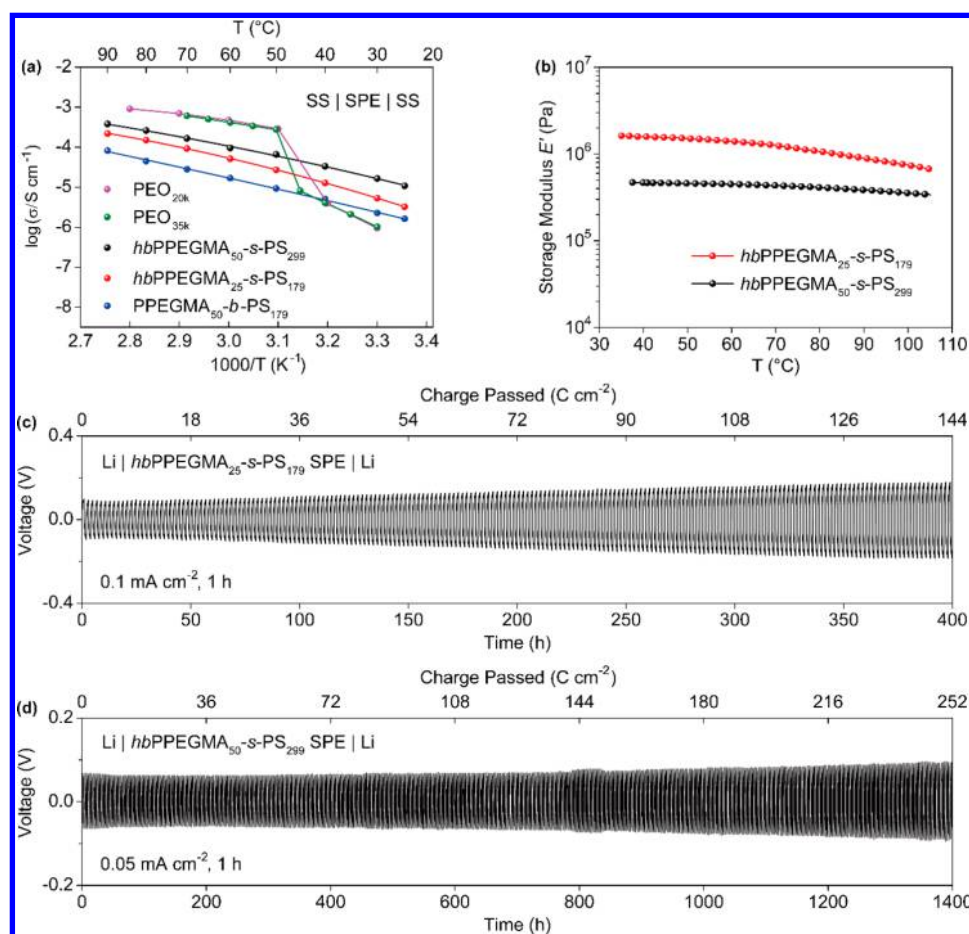 T (°C)
90 80 70 60 50 40 30 20
(a)
SS | SPE | SS
-2
-3
-4
-5
-6
-7
-8
log (σ/S cm⁻¹)
PEO₂₀ₖ
PEO₃₅ₖ
hbPPEGMA₅₀-s-PS₂₉₉
hbPPEGMA₂₅-s-PS₁₇₉
PPEGMA₅₀-b-PS₁₇₉
2.7 2.8 2.9 3.0 3.1 3.2 3.3 3.4
1000/T (K⁻¹)
(b)
10⁷
10⁶
10⁵
10⁴
Storage Modulus E' (Pa)
hbPPEGMA₂₅-s-PS₁₇₉
hbPPEGMA₅₀-s-PS₂₉₉
30 40 50 60 70 80 90 100 110
T (°C)
Charge Passed (C cm⁻²)
(c)
0 18 36 54 72 90 108 126 144
0.4
0.0
-0.4
Voltage (V)
Li | hbPPEGMA₂₅-s-PS₁₇₉ SPE | Li
0.1 mA cm⁻², 1 h
0 50 100 150 200 250 300 350 400
Time (h)
Charge Passed (C cm⁻²)
(d)
0 36 72 108 144 180 216 252
0.2
0.0
-0.2
Voltage (V)
Li | hbPPEGMA₅₀-s-PS₂₉₉ SPE | Li
0.05 mA cm⁻², 1 h
0 200 400 600 800 1000 1200 1400
Time (h)